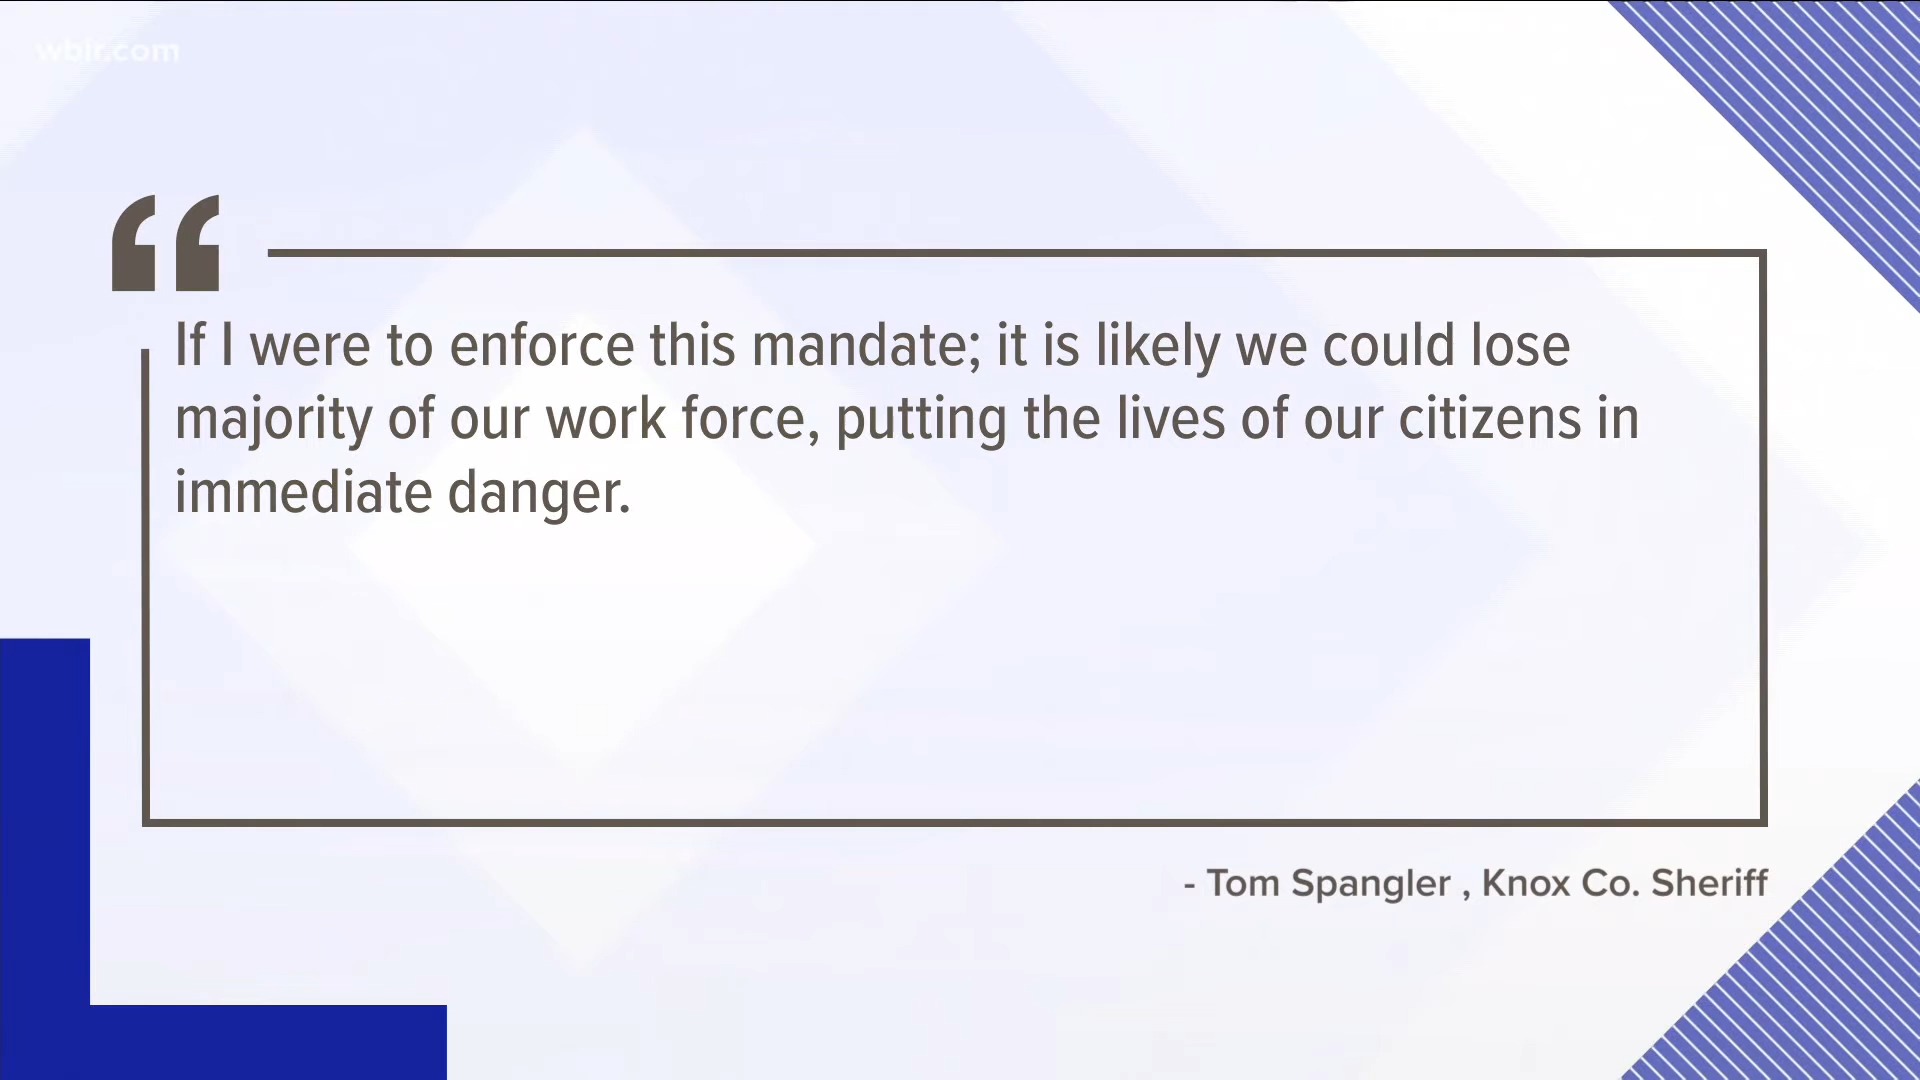 wbir.com
“
If I were to enforce this mandate; it is likely we could lose
majority of our work force, putting the lives of our citizens in
immediate danger.
- Tom Spangler , Knox Co. Sheriff